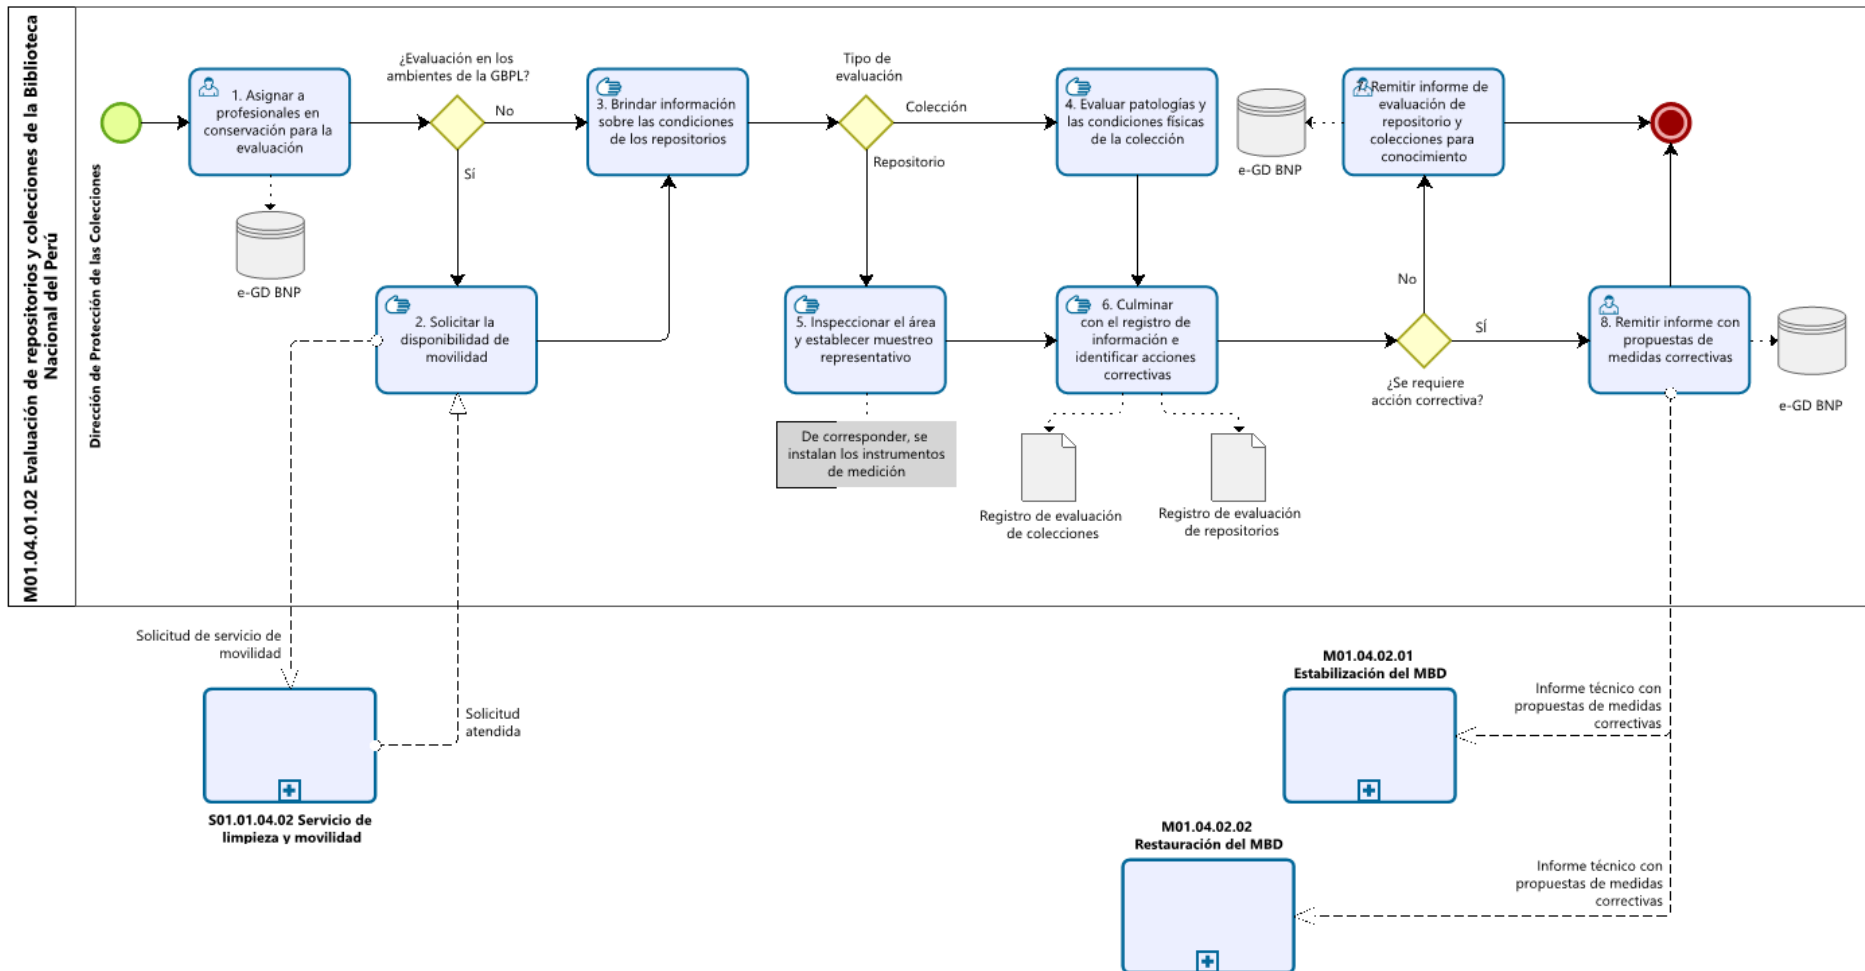 M01.04.01.02 Evaluación de repositorios y colecciones de la Biblioteca
Nacional del Perú
Dirección de Protección de las Colecciones
1. Asignar a
profesionales en
conservación para la
evaluación
e-GD BNP
¿Evaluación en los
ambientes de la GBPL?
No
Sí
2. Solicitar la
disponibilidad de
movilidad
3. Brindar información
sobre las condiciones
de los repositorios
Tipo de
evaluación
Colección
Repositorio
4. Evaluar patologías y
las condiciones físicas
de la colección
5. Inspeccionar el área
y establecer muestreo
representativo
De corresponder, se
instalan los instrumentos
de medición
6. Culminar
con el registro de
información e
identificar acciones
correctivas
Registro de evaluación
de colecciones
Registro de evaluación
de repositorios
¿Se requiere
acción correctiva?
No
SÍ
7. Remitir informe de
evaluación de
repositorio y
colecciones para
conocimiento
e-GD BNP
8. Remitir informe con
propuestas de
medidas correctivas
e-GD BNP
Solicitud de servicio de
movilidad
Solicitud
atendida
S01.01.04.02 Servicio de
limpieza y movilidad
M01.04.02.01
Estabilización del MBD
Informe técnico con
propuestas de medidas
correctivas
M01.04.02.02
Restauración del MBD
Informe técnico con
propuestas de medidas
correctivas